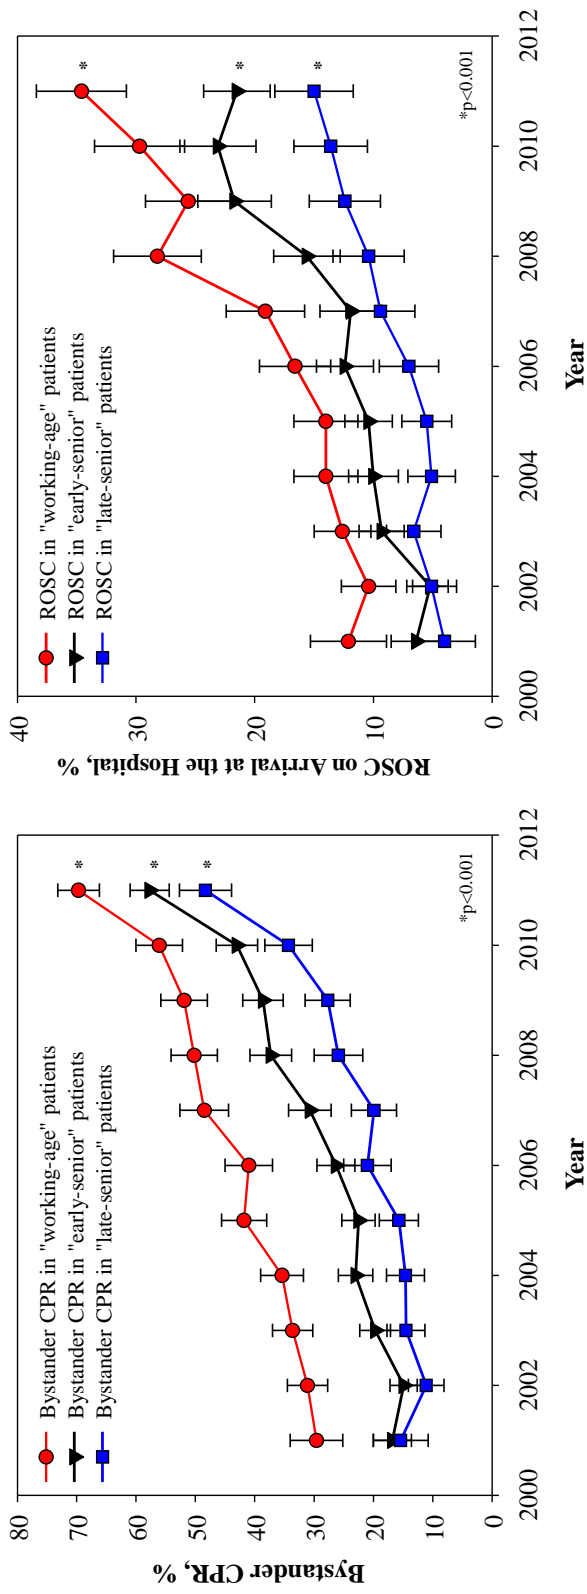 Bystander CPR in "working-age" patients
Bystander CPR in "early-senior" patients
Bystander CPR in "late-senior" patients
80
70
60
50
40
30
20
10
0
Bystander CPR, %
*
*
*
*p<0.001
2000
2002
2004
2006
2008
2010
2012
Year
ROSC in "working-age" patients
ROSC in "early-senior" patients
ROSC in "late-senior" patients
40
30
20
10
0
ROSC on Arrival at the Hospital, %
*
*
*
*p<0.001
2000
2002
2004
2006
2008
2010
2012
Year